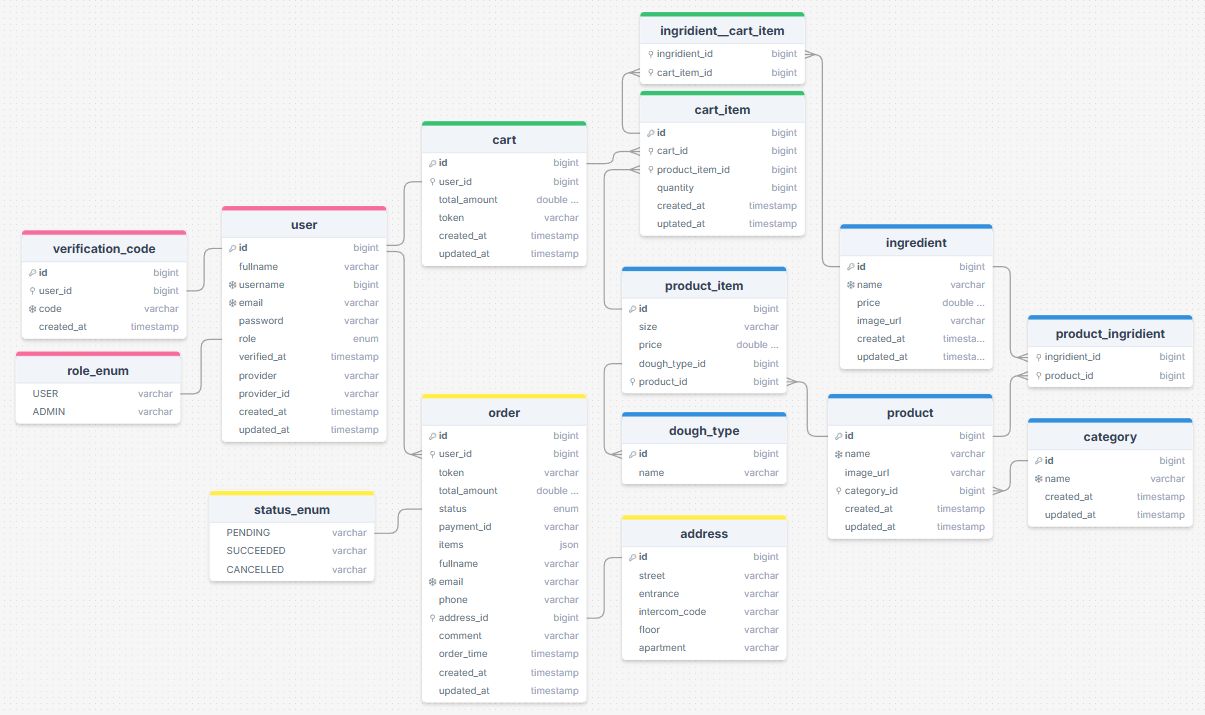 ingridient__cart_item
ingridient_id bigint
cart_item_id bigint
cart_item
id bigint
cart_id bigint
product_item_id bigint
quantity bigint
created_at timestamp
uptated_at timestamp
cart
id bigint
user_id bigint
total_amount double ...
token varchar
created_at timestamp
updated_at timestamp
user
id bigint
fullname varchar
username bigint
email varchar
password varchar
role enum
verified_at timestamp
provider varchar
provider_id varchar
created_at timestamp
updated_at timestamp
verification_code
id bigint
user_id bigint
code varchar
created_at timestamp
role_enum
USER varchar
ADMIN varchar
ingredient
id bigint
name varchar
price double ...
image_url varchar
created_at timesta...
updated_at timesta...
product_item
id bigint
size varchar
price double ...
dough_type_id bigint
product_id bigint
product_ingridient
ingridient_id bigint
product_id bigint
order
id bigint
user_id bigint
token varchar
total_amount double ...
status enum
payment_id varchar
items json
fullname varchar
email varchar
phone varchar
address_id bigint
comment varchar
order_time timestamp
created_at timestamp
updated_at timestamp
dough_type
id bigint
name varchar
product
id bigint
name varchar
image_url varchar
category_id bigint
created_at timestamp
updated_at timestamp
category
id bigint
name varchar
created_at timestamp
updated_at timestamp
status_enum
PENDING varchar
SUCCEEDED varchar
CANCELLED varchar
address
id bigint
street varchar
entrance varchar
intercom_code varchar
floor varchar
apartment varchar